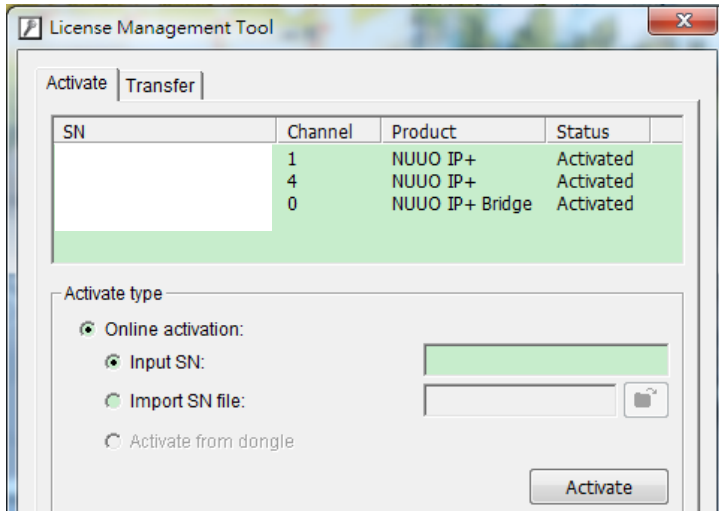 License Management Tool
Activate Transfer
SN Channel Product Status
1 NUUO IP+ Activated
4 NUUO IP+ Activated
0 NUUO IP+ Bridge Activated
Activate type
Online activation:
Input SN:
Import SN file:
Activate from dongle
Activate